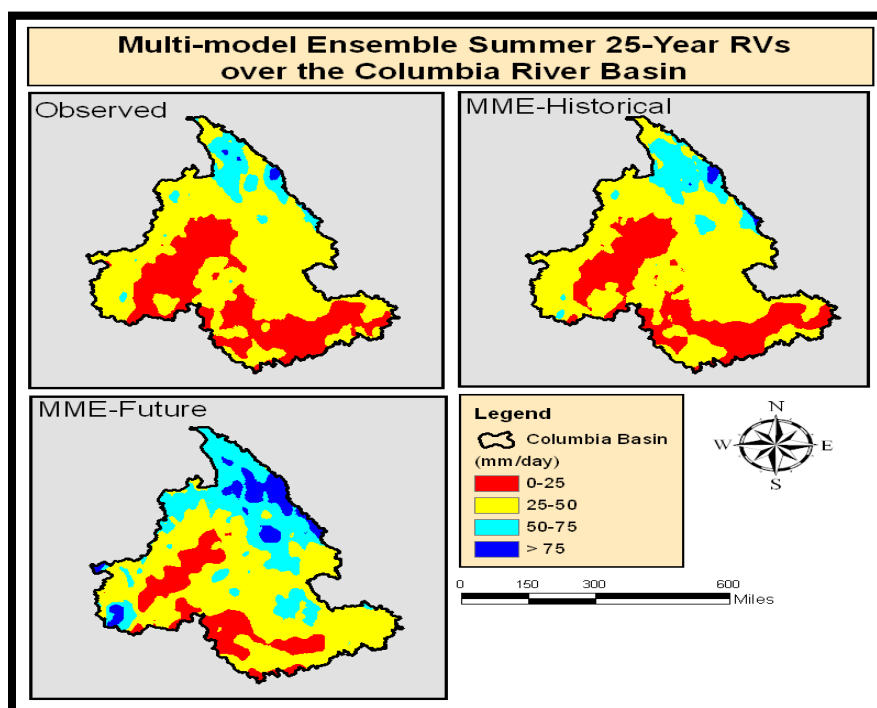 Multi-model Ensemble Summer 25-Year RVs
over the Columbia River Basin
Observed
MME-Historical
MME-Future
Legend
Columbia Basin
(mm/day)
0-25
25-50
50-75
> 75
N
W E
S
0 150 300 600
Miles